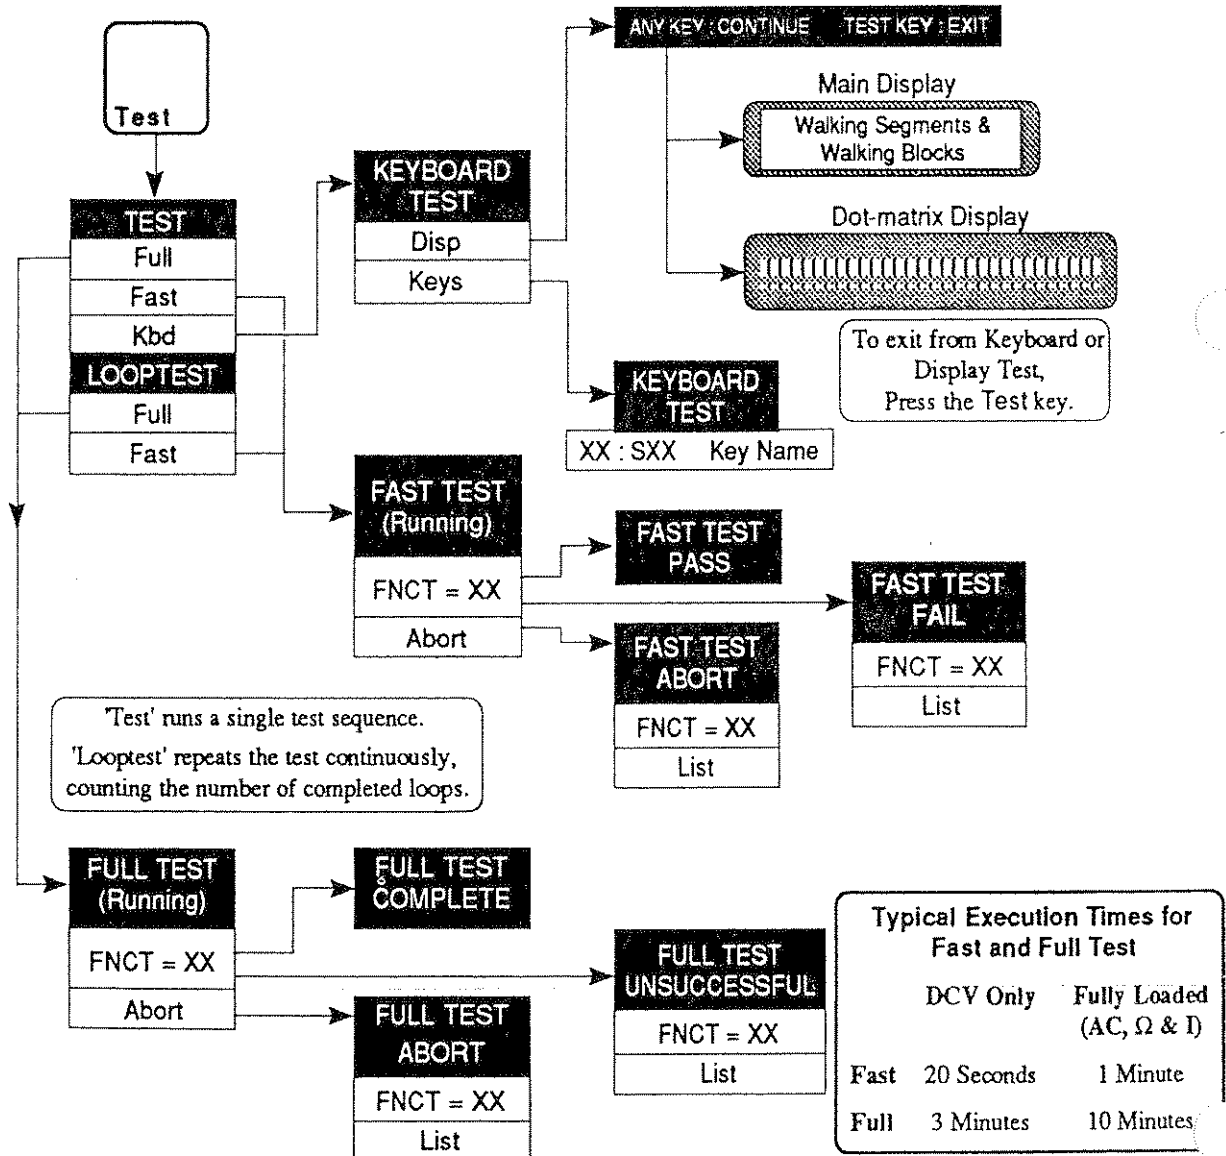 ANY KEY : CONTINUE TEST KEY : EXIT
Test
Main Display
Walking Segments &
Walking Blocks
Dot-matrix Display
KEYBOARD
TEST
Disp
Keys
TEST
Full
Fast
Kbd
LOOPTEST
Full
Fast
To exit from Keyboard or
Display Test,
Press the Test key.
KEYBOARD
TEST
XX : SXX Key Name
FAST TEST
(Running)
FNCT = XX
Abort
FAST TEST
PASS
FAST TEST
FAIL
FNCT = XX
List
FAST TEST
ABORT
FNCT = XX
List
'Test' runs a single test sequence.
'Looptest' repeats the test continuously,
counting the number of completed loops.
FULL TEST
(Running)
FNCT = XX
Abort
FULL TEST
COMPLETE
FULL TEST
UNSUCCESSFUL
FNCT = XX
List
FULL TEST
ABORT
FNCT = XX
List
Typical Execution Times for
Fast and Full Test
DCV Only Fully Loaded
(AC, Ω & I)
Fast 20 Seconds 1 Minute
Full 3 Minutes 10 Minutes